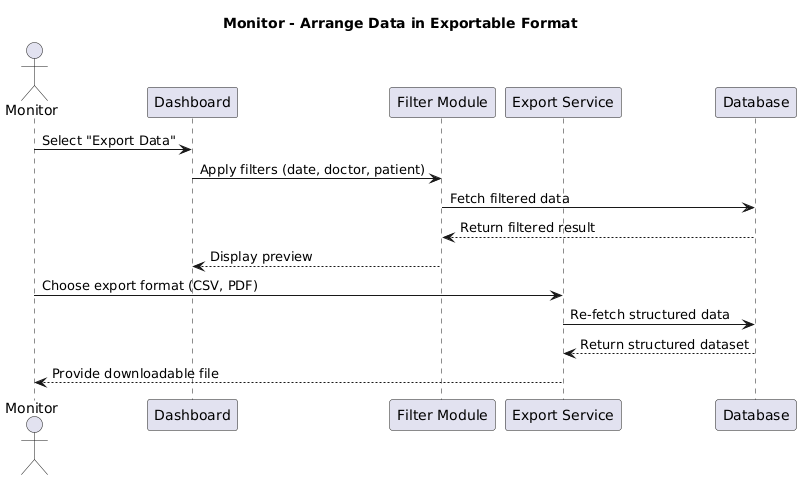 Monitor - Arrange Data in Exportable Format
Monitor
Dashboard
Filter Module
Export Service
Database
Select "Export Data"
Apply filters (date, doctor, patient)
Fetch filtered data
Return filtered result
Display preview
Choose export format (CSV, PDF)
Re-fetch structured data
Return structured dataset
Provide downloadable file
Monitor
Dashboard
Filter Module
Export Service
Database